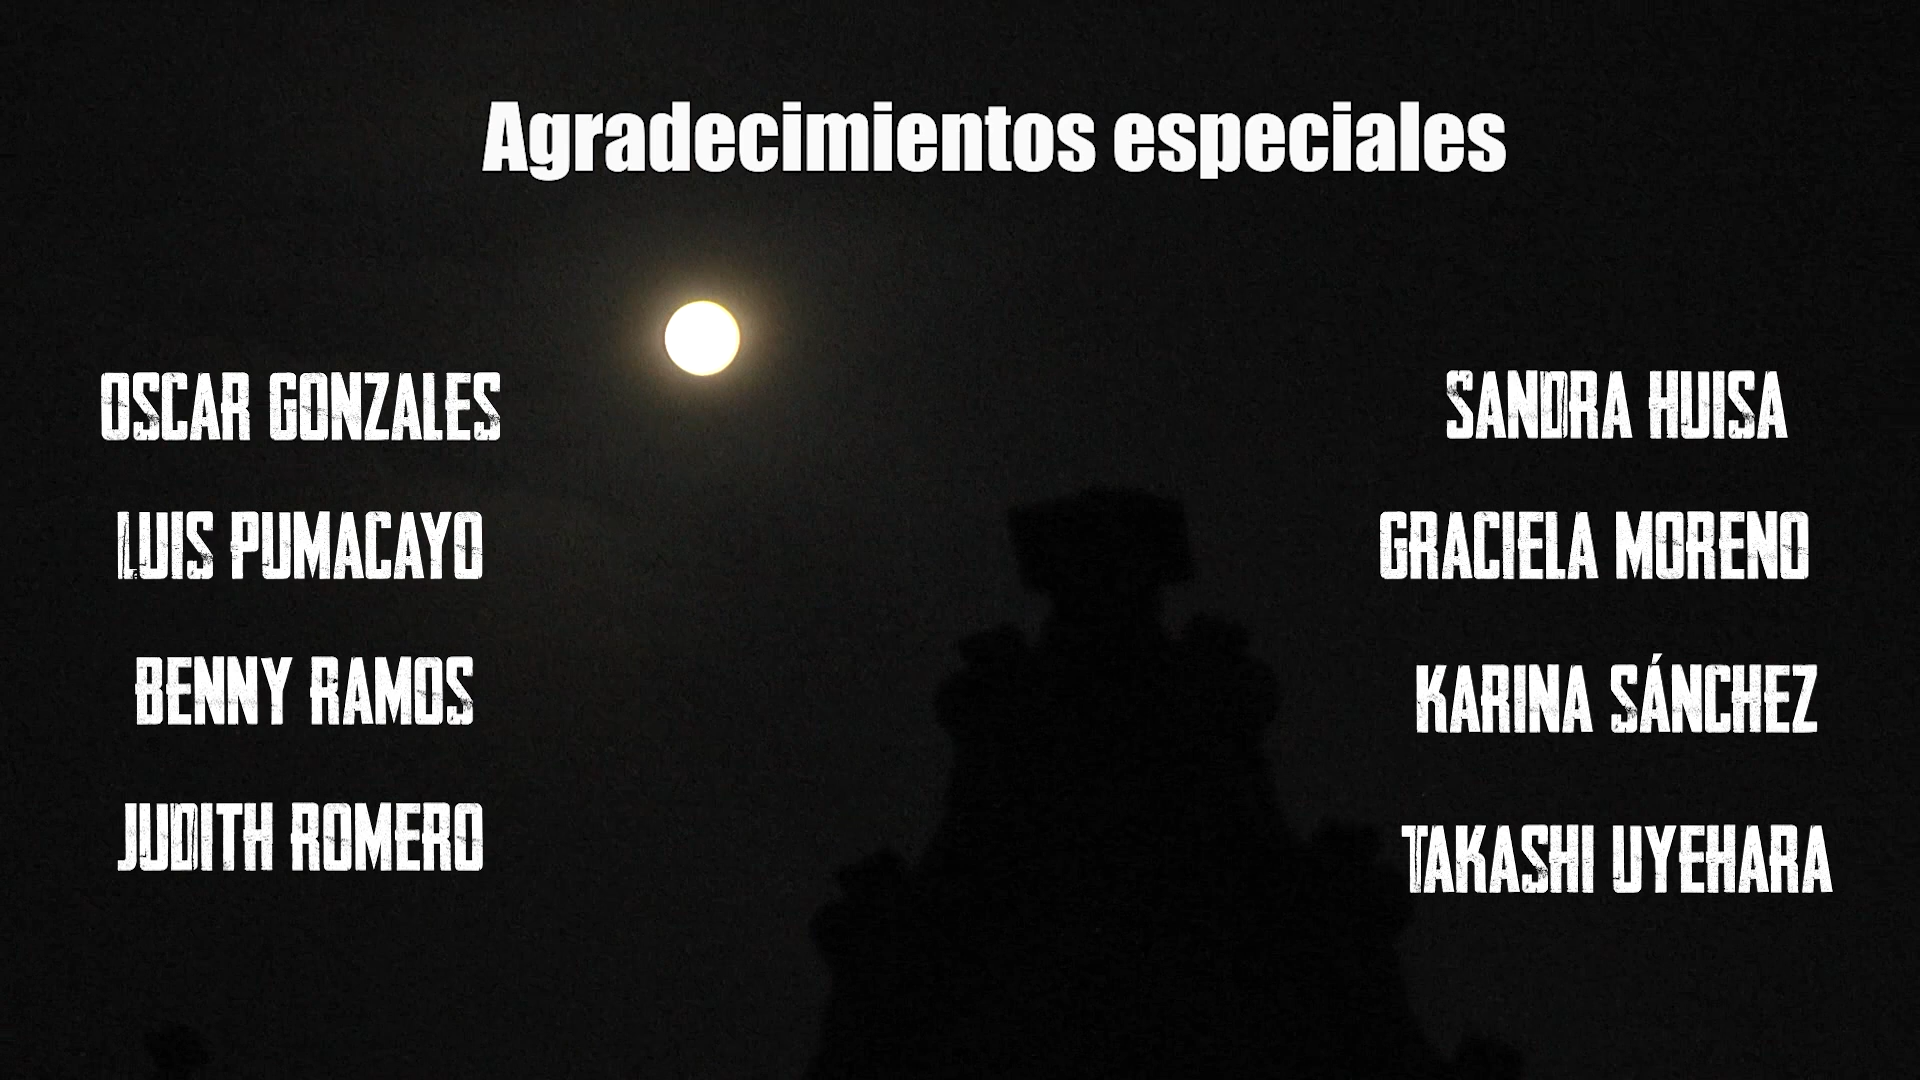 Agradecimientos especiales
OSCAR GONZALES
LUIS PUMACAYO
BENNY RAMOS
JUDITH ROMERO
SANDRA HUISA
GRACIELA MORENO
KARINA SÁNCHEZ
TAKASHI UYEHARA